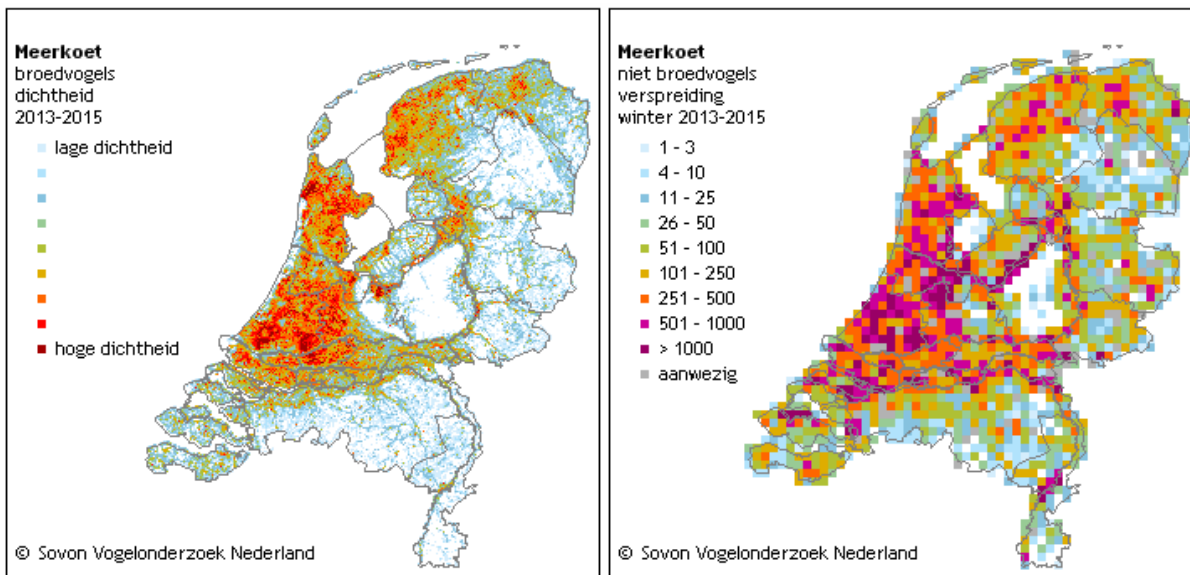 Meerkoet
broedvogels
dichtheid
2013-2015
lage dichtheid
hoge dichtheid
© Sovon Vogelonderzoek Nederland
Meerkoet
niet broedvogels
verspreiding
winter 2013-2015
1 - 3
4 - 10
11 - 25
26 - 50
51 - 100
101 - 250
251 - 500
501 - 1000
> 1000
aanwezig
© Sovon Vogelonderzoek Nederland